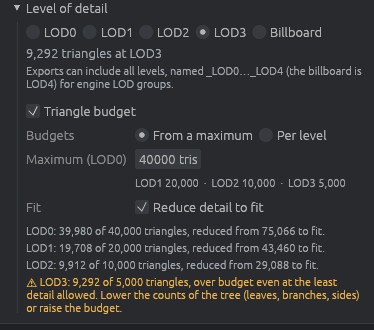 Level of detail
LOD0 LOD1 LOD2 LOD3 Billboard
9,292 triangles at LOD3
Exports can include all levels, named _LOD0..._LOD4 (the billboard is
LOD4) for engine LOD groups.
Triangle budget
Budgets From a maximum Per level
Maximum (LOD0) 40000 tris
LOD1 20,000 · LOD2 10,000 · LOD3 5,000
Fit Reduce detail to fit
LOD0: 39,980 of 40,000 triangles, reduced from 75,066 to fit.
LOD1: 19,708 of 20,000 triangles, reduced from 43,460 to fit.
LOD2: 9,912 of 10,000 triangles, reduced from 29,088 to fit.
⚠ LOD3: 9,292 of 5,000 triangles, over budget even at the least
detail allowed. Lower the counts of the tree (leaves, branches, sides)
or raise the budget.